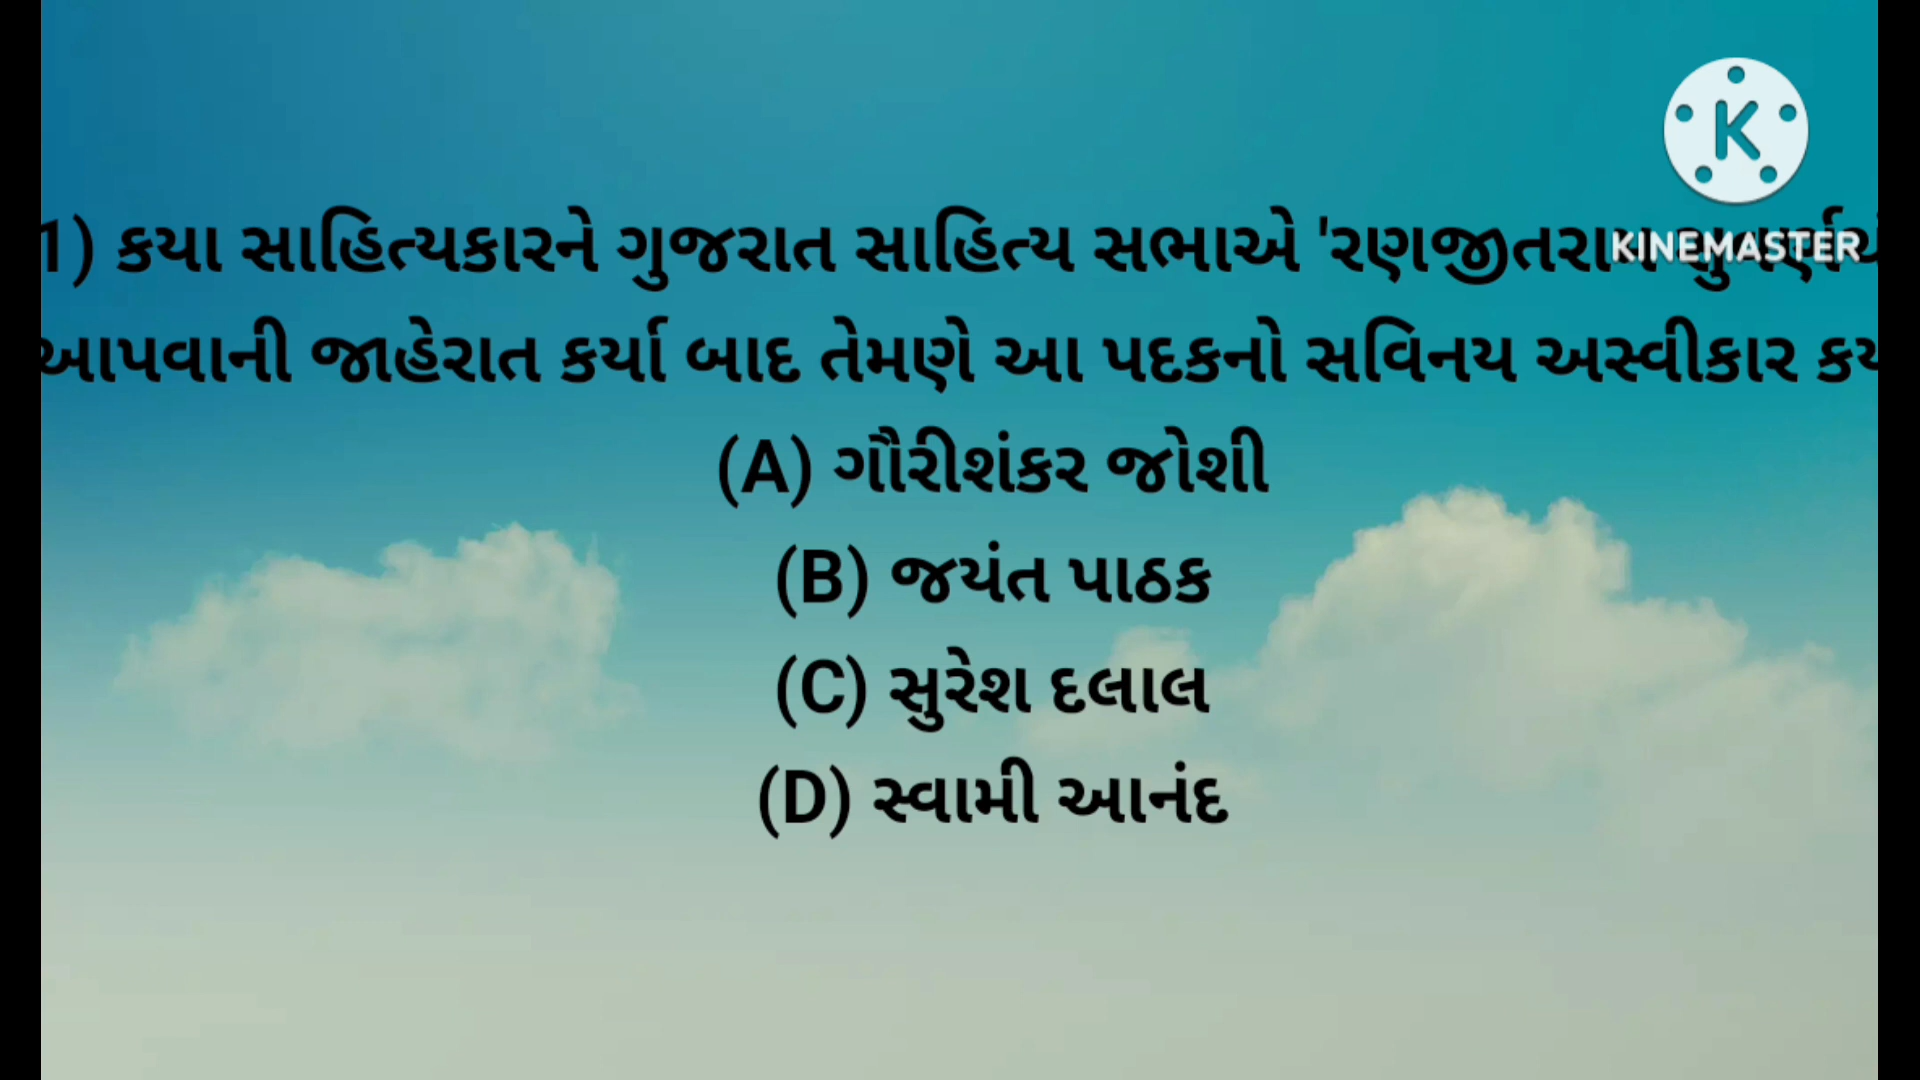 1) કયા સાહિત્યકારને ગુજરાત સાહિત્ય સભાએ 'રણજીતરામ
આપવાની જાહેરાત કર્યા બાદ તેમણે આ પદકનો સવિનય અસ્વીકાર
(A) ગૌરીશંકર જોશી
(B) જયંત પાઠક
(C) સુરેશ દલાલ
(D) સ્વામી આનંદ
K
KINEMASTER